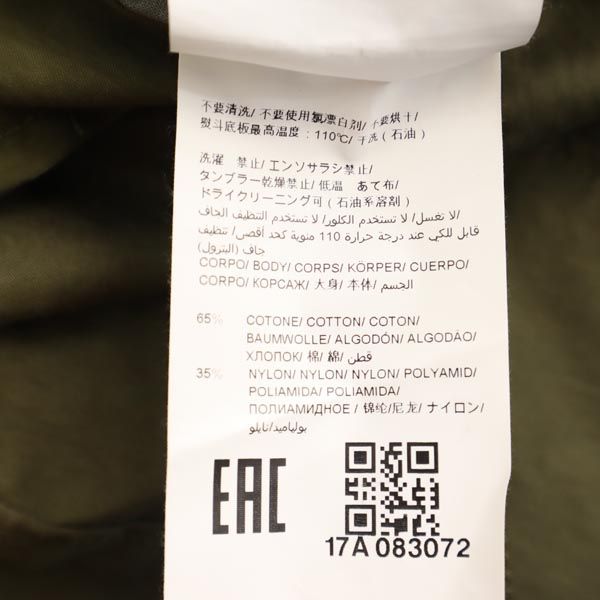 不要清洗/ 不要使用氯漂白剂/ 不要烘干/
熨斗底板最高温度：110℃/ 干洗（石油）
洗濯　禁止/ エンソサラシ禁止/
タンブラー乾燥禁止/ 低温　あて布/
ドライクリーニング可（石油系溶剤）
/لا تغسل/ لا تستخدم الكلور/ لا تستخدم التنظيف الجاف
قابل للكي عند درجة حرارة 110 مئوية كحد أقصى/ تنظيف
جاف (البترول)
CORPO/ BODY/ CORPS/ KÖRPER/ CUERPO/
CORPO/ КОРСАЖ/ 大身/ 本体/ الجسم
65% COTONE/ COTTON/ COTON/
BAUMWOLLE/ ALGODÓN/ ALGODÃO/
ХЛОПОК/ 棉/ 綿/ قطن
35% NYLON/ NYLON/ NYLON/ POLYAMID/
POLIAMIDA/ POLIAMIDA/
ПОЛИАМИДНОЕ / 锦纶/尼龙/ ナイロン/
بولياميد/نايلو
EAC
17A 083072